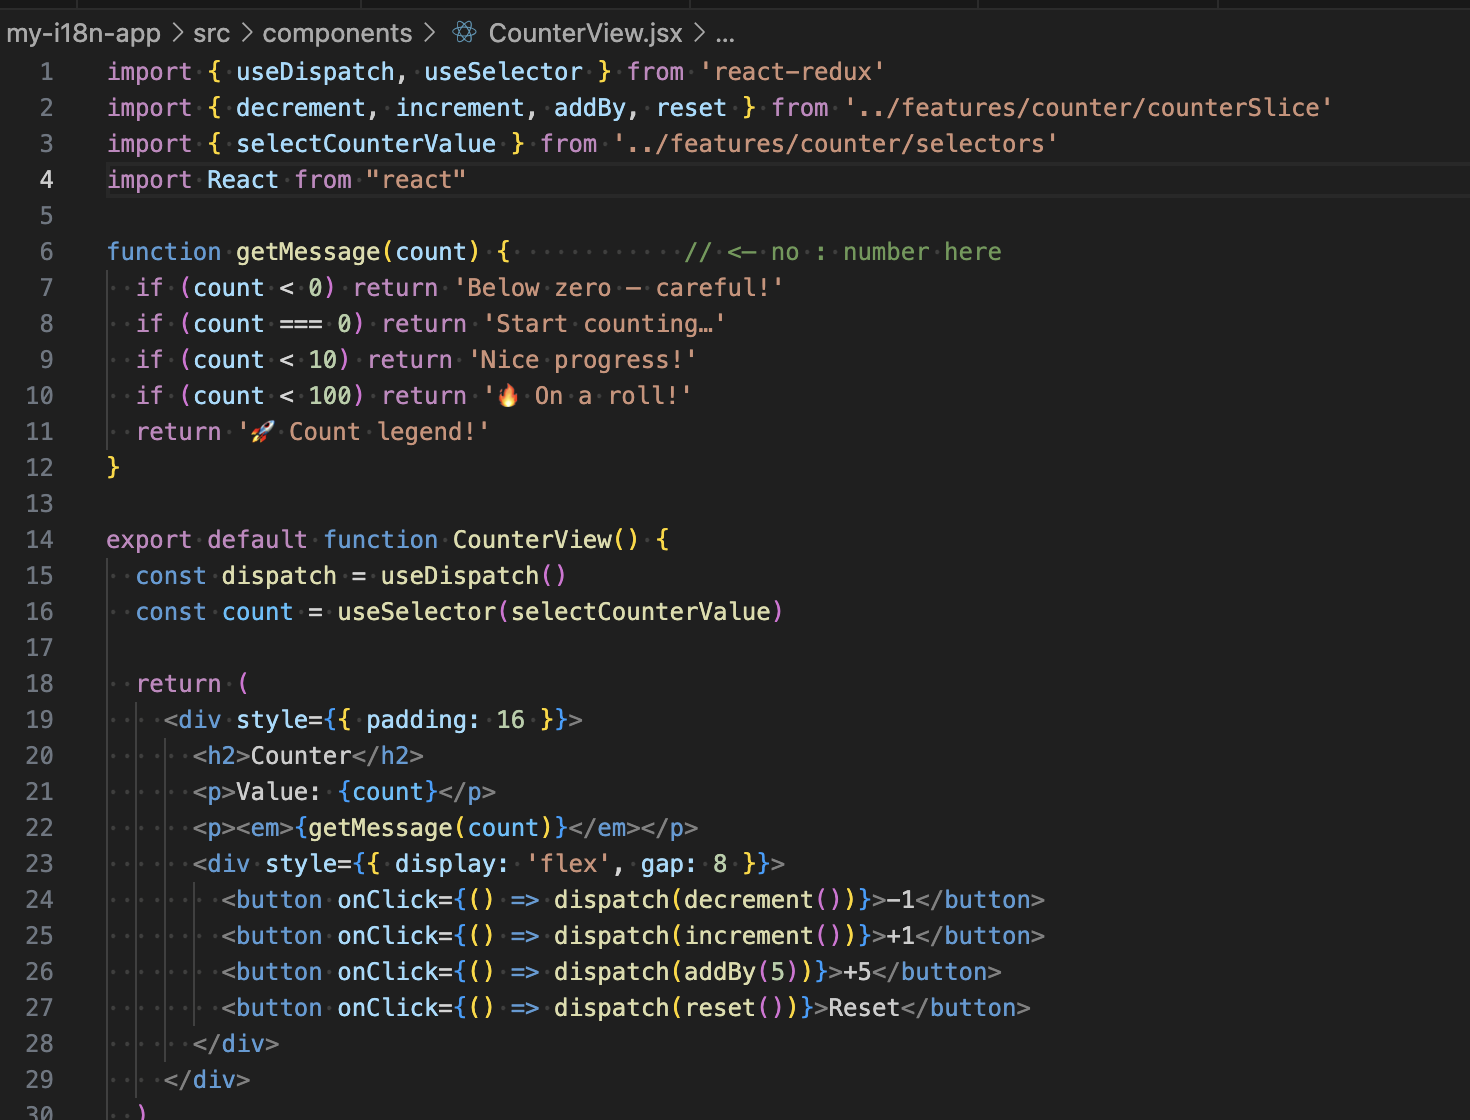 my-i18n-app > src > components > CounterView.jsx > ...
1 import { useDispatch, useSelector } from 'react-redux'
2 import { decrement, increment, addBy, reset } from '../features/counter/counterSlice'
3 import { selectCounterValue } from '../features/counter/selectors'
4 import React from "react"
5
6 function getMessage(count) {            // <— no : number here
7   if (count < 0) return 'Below zero — careful!'
8   if (count === 0) return 'Start counting…'
9   if (count < 10) return 'Nice progress!'
10   if (count < 100) return '🔥 On a roll!'
11   return '🚀 Count legend!'
12 }
13
14 export default function CounterView() {
15   const dispatch = useDispatch()
16   const count = useSelector(selectCounterValue)
17
18   return (
19     <div style={{ padding: 16 }}>
20       <h2>Counter</h2>
21       <p>Value: {count}</p>
22       <p><em>{getMessage(count)}</em></p>
23       <div style={{ display: 'flex', gap: 8 }}>
24         <button onClick={() => dispatch(decrement())}>−1</button>
25         <button onClick={() => dispatch(increment())}>+1</button>
26         <button onClick={() => dispatch(addBy(5))}>+5</button>
27         <button onClick={() => dispatch(reset())}>Reset</button>
28       </div>
29     </div>
30   )